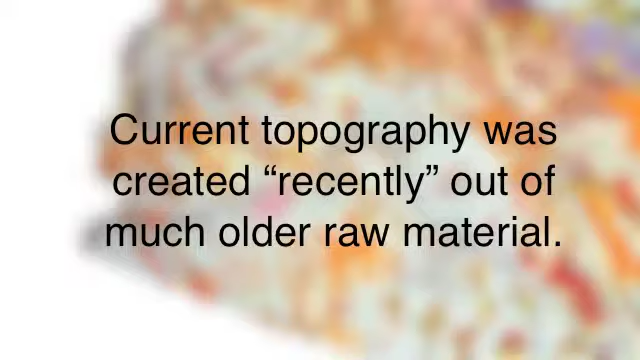 Current topography was
created “recently” out of
much older raw material.